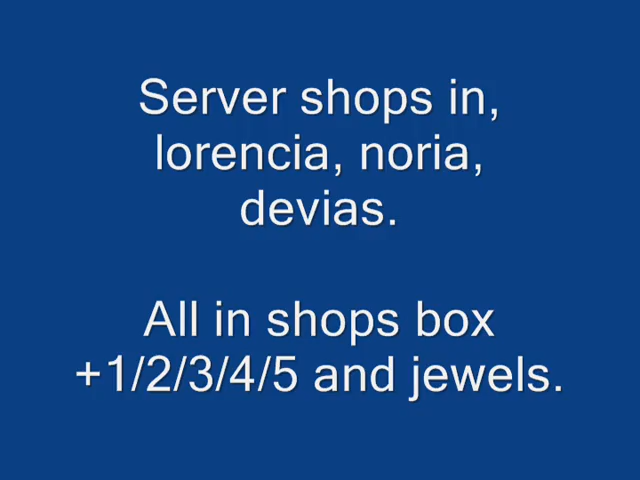 Server shops in,
lorencia, noria,
devias.
All in shops box
+1/2/3/4/5 and jewels.